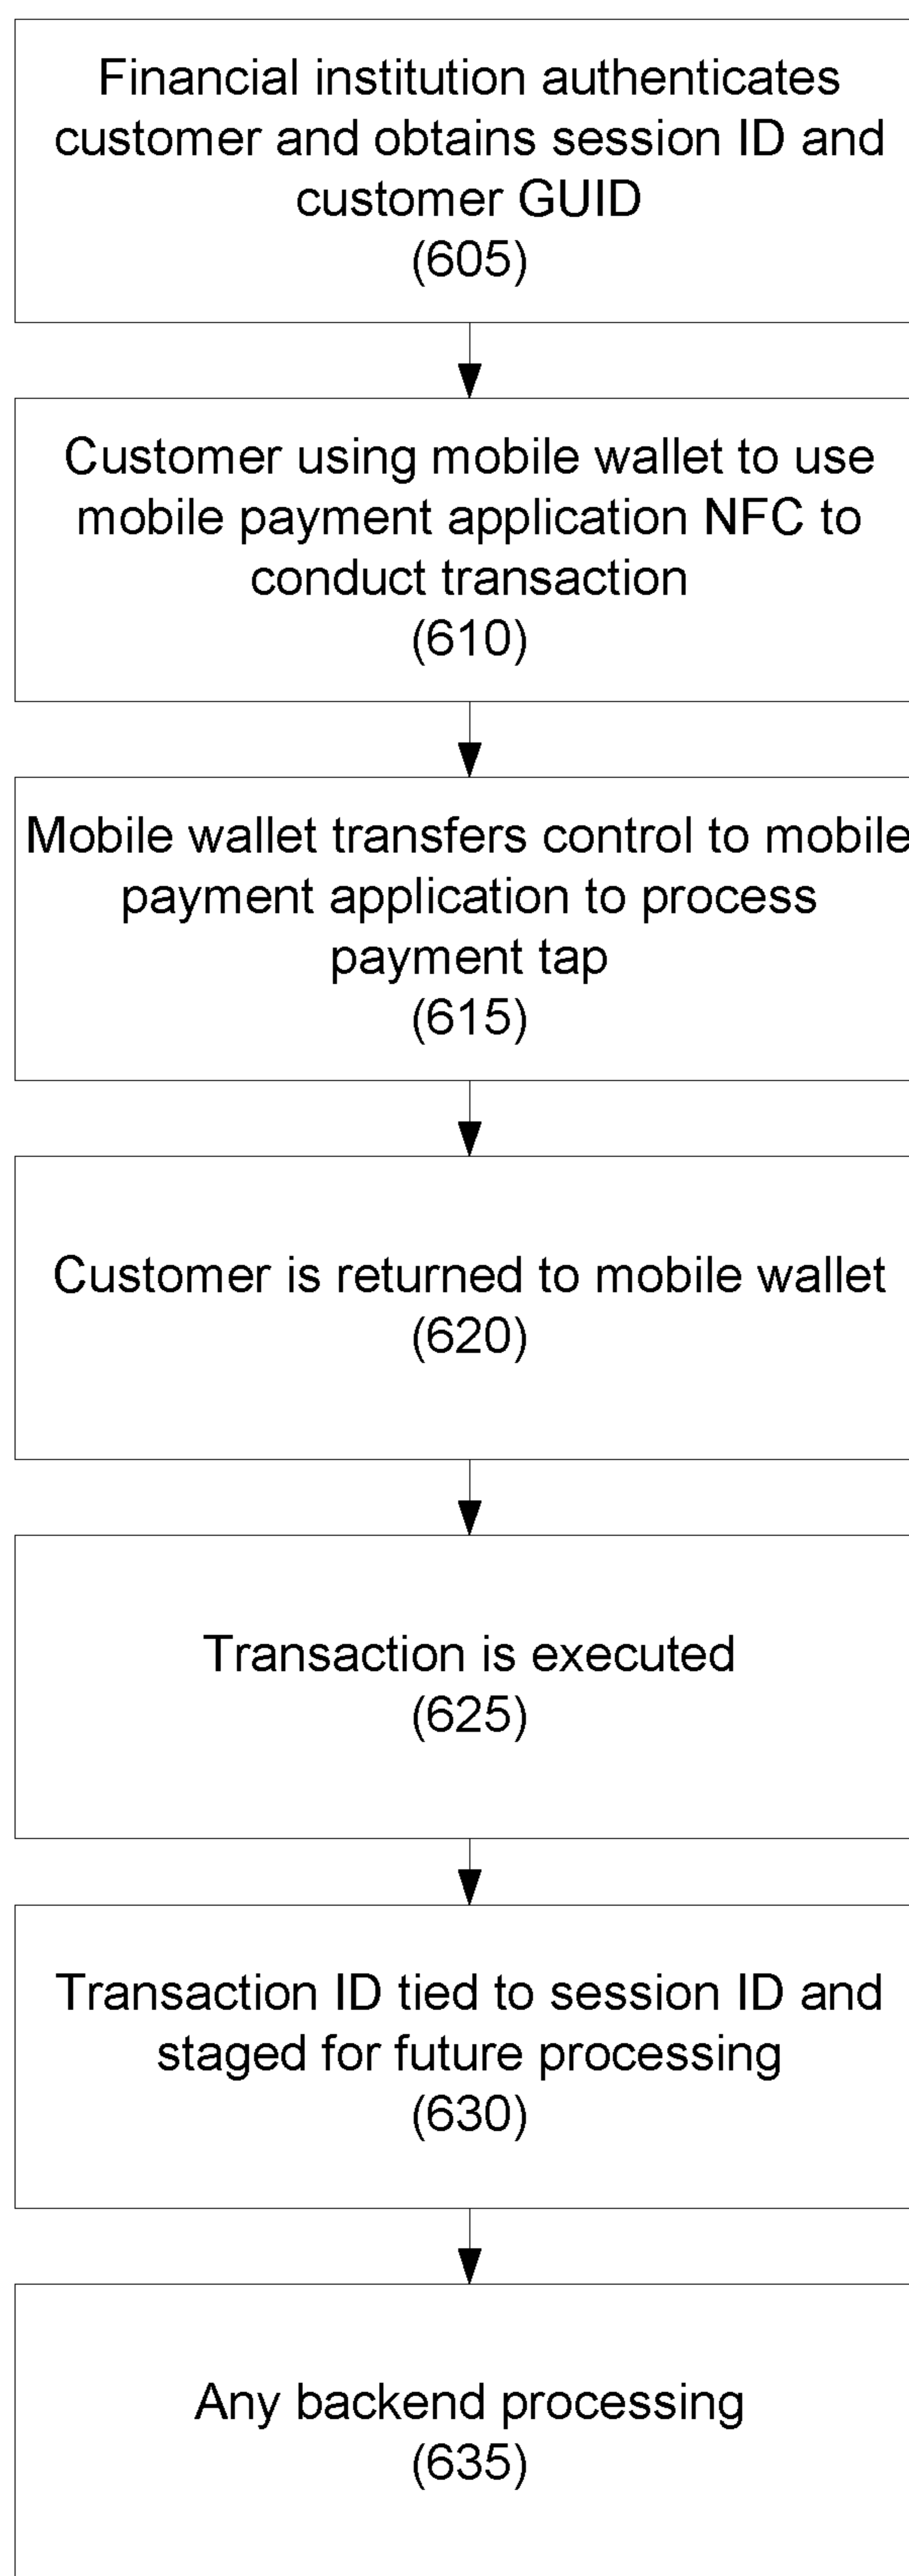 Financial institution authenticates
customer and obtains session ID and
customer GUID
(605)
Customer using mobile wallet to use
mobile payment application NFC to
conduct transaction
(610)
Mobile wallet transfers control to mobile
payment application to process
payment tap
(615)
Customer is returned to mobile wallet
(620)
Transaction is executed
(625)
Transaction ID tied to session ID and
staged for future processing
(630)
Any backend processing
(635)